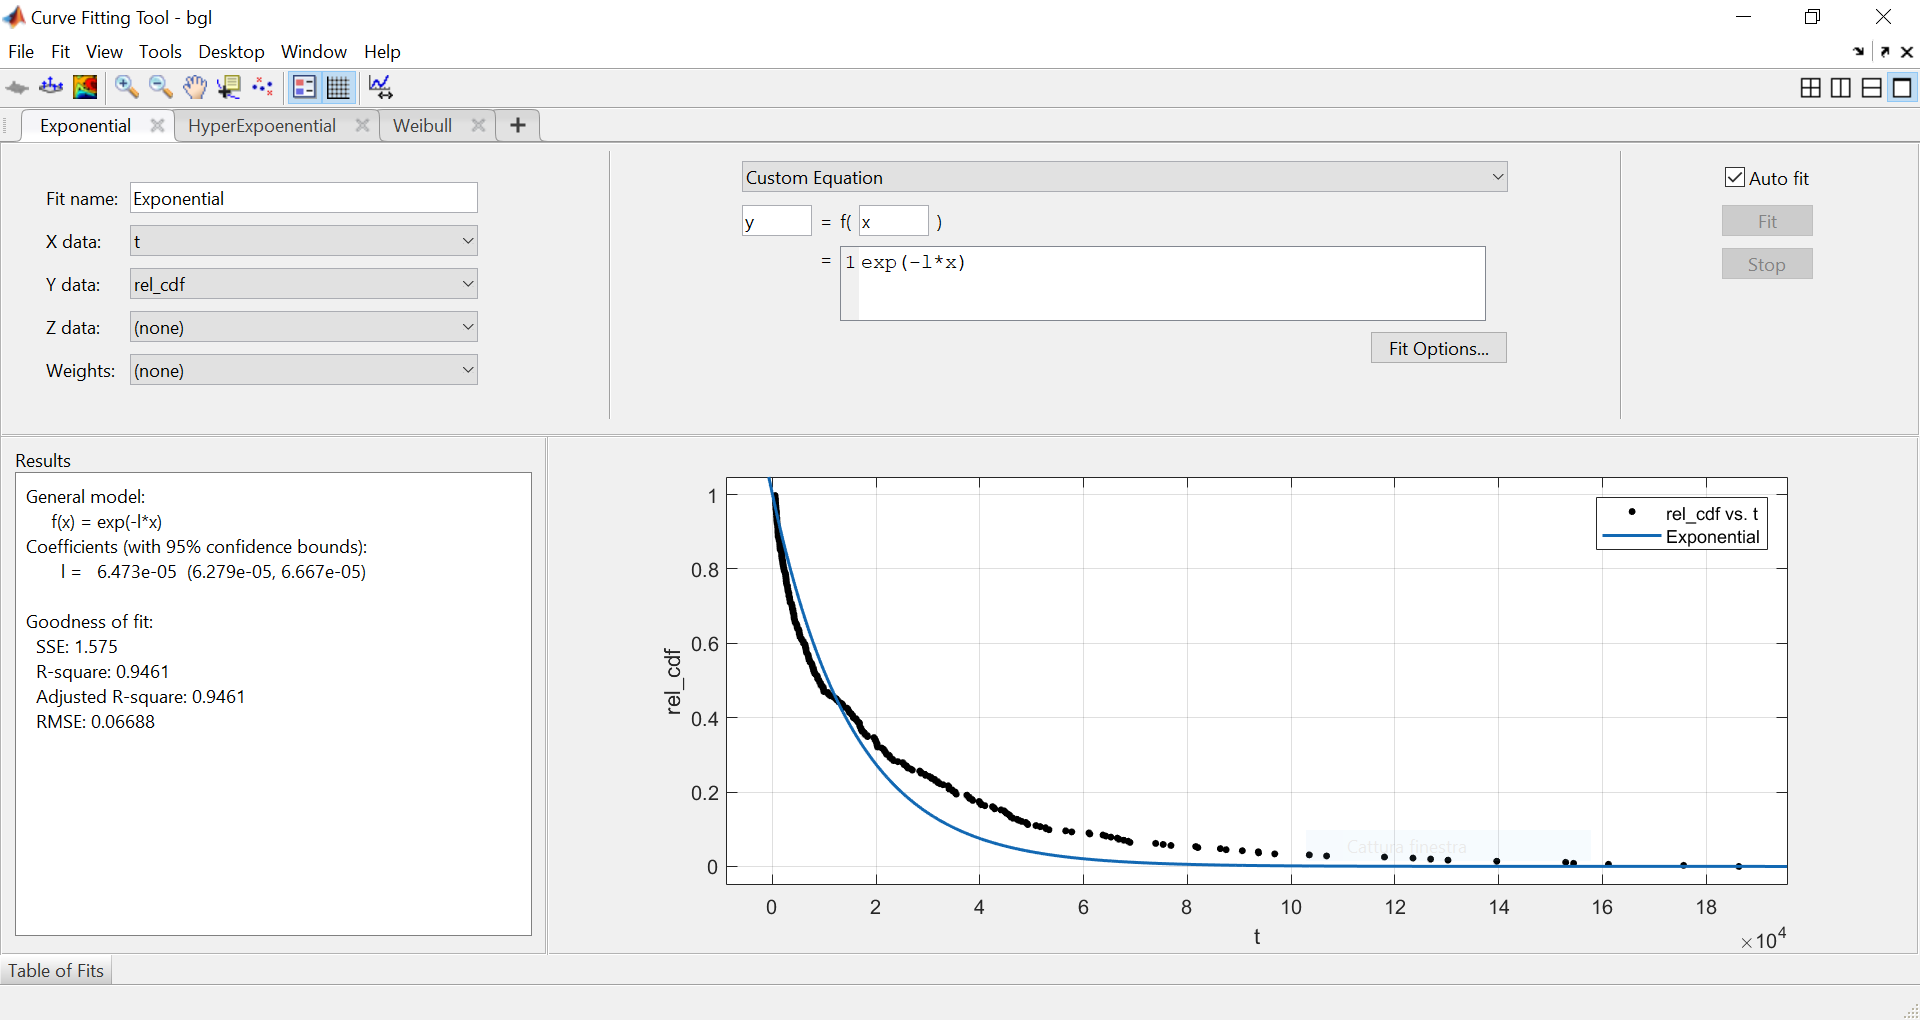 Curve Fitting Tool - bgl
File Fit View Tools Desktop Window Help
Exponential HyperExpoenential Weibull +
Fit name: Exponential
X data: t
Y data: rel_cdf
Z data: (none)
Weights: (none)
Custom Equation
y = f( x )
= 1 exp(-l*x)
Fit Options...
Auto fit
Fit
Stop
Results
General model:
f(x) = exp(-l*x)
Coefficients (with 95% confidence bounds):
l = 6.473e-05 (6.279e-05, 6.667e-05)
Goodness of fit:
SSE: 1.575
R-square: 0.9461
Adjusted R-square: 0.9461
RMSE: 0.06688
1
0.8
0.6
0.4
0.2
0
rel_cdf
rel_cdf vs. t
Exponential
Cattura finestra
0 2 4 6 8 10 12 14 16 18
t
×10⁴
Table of Fits